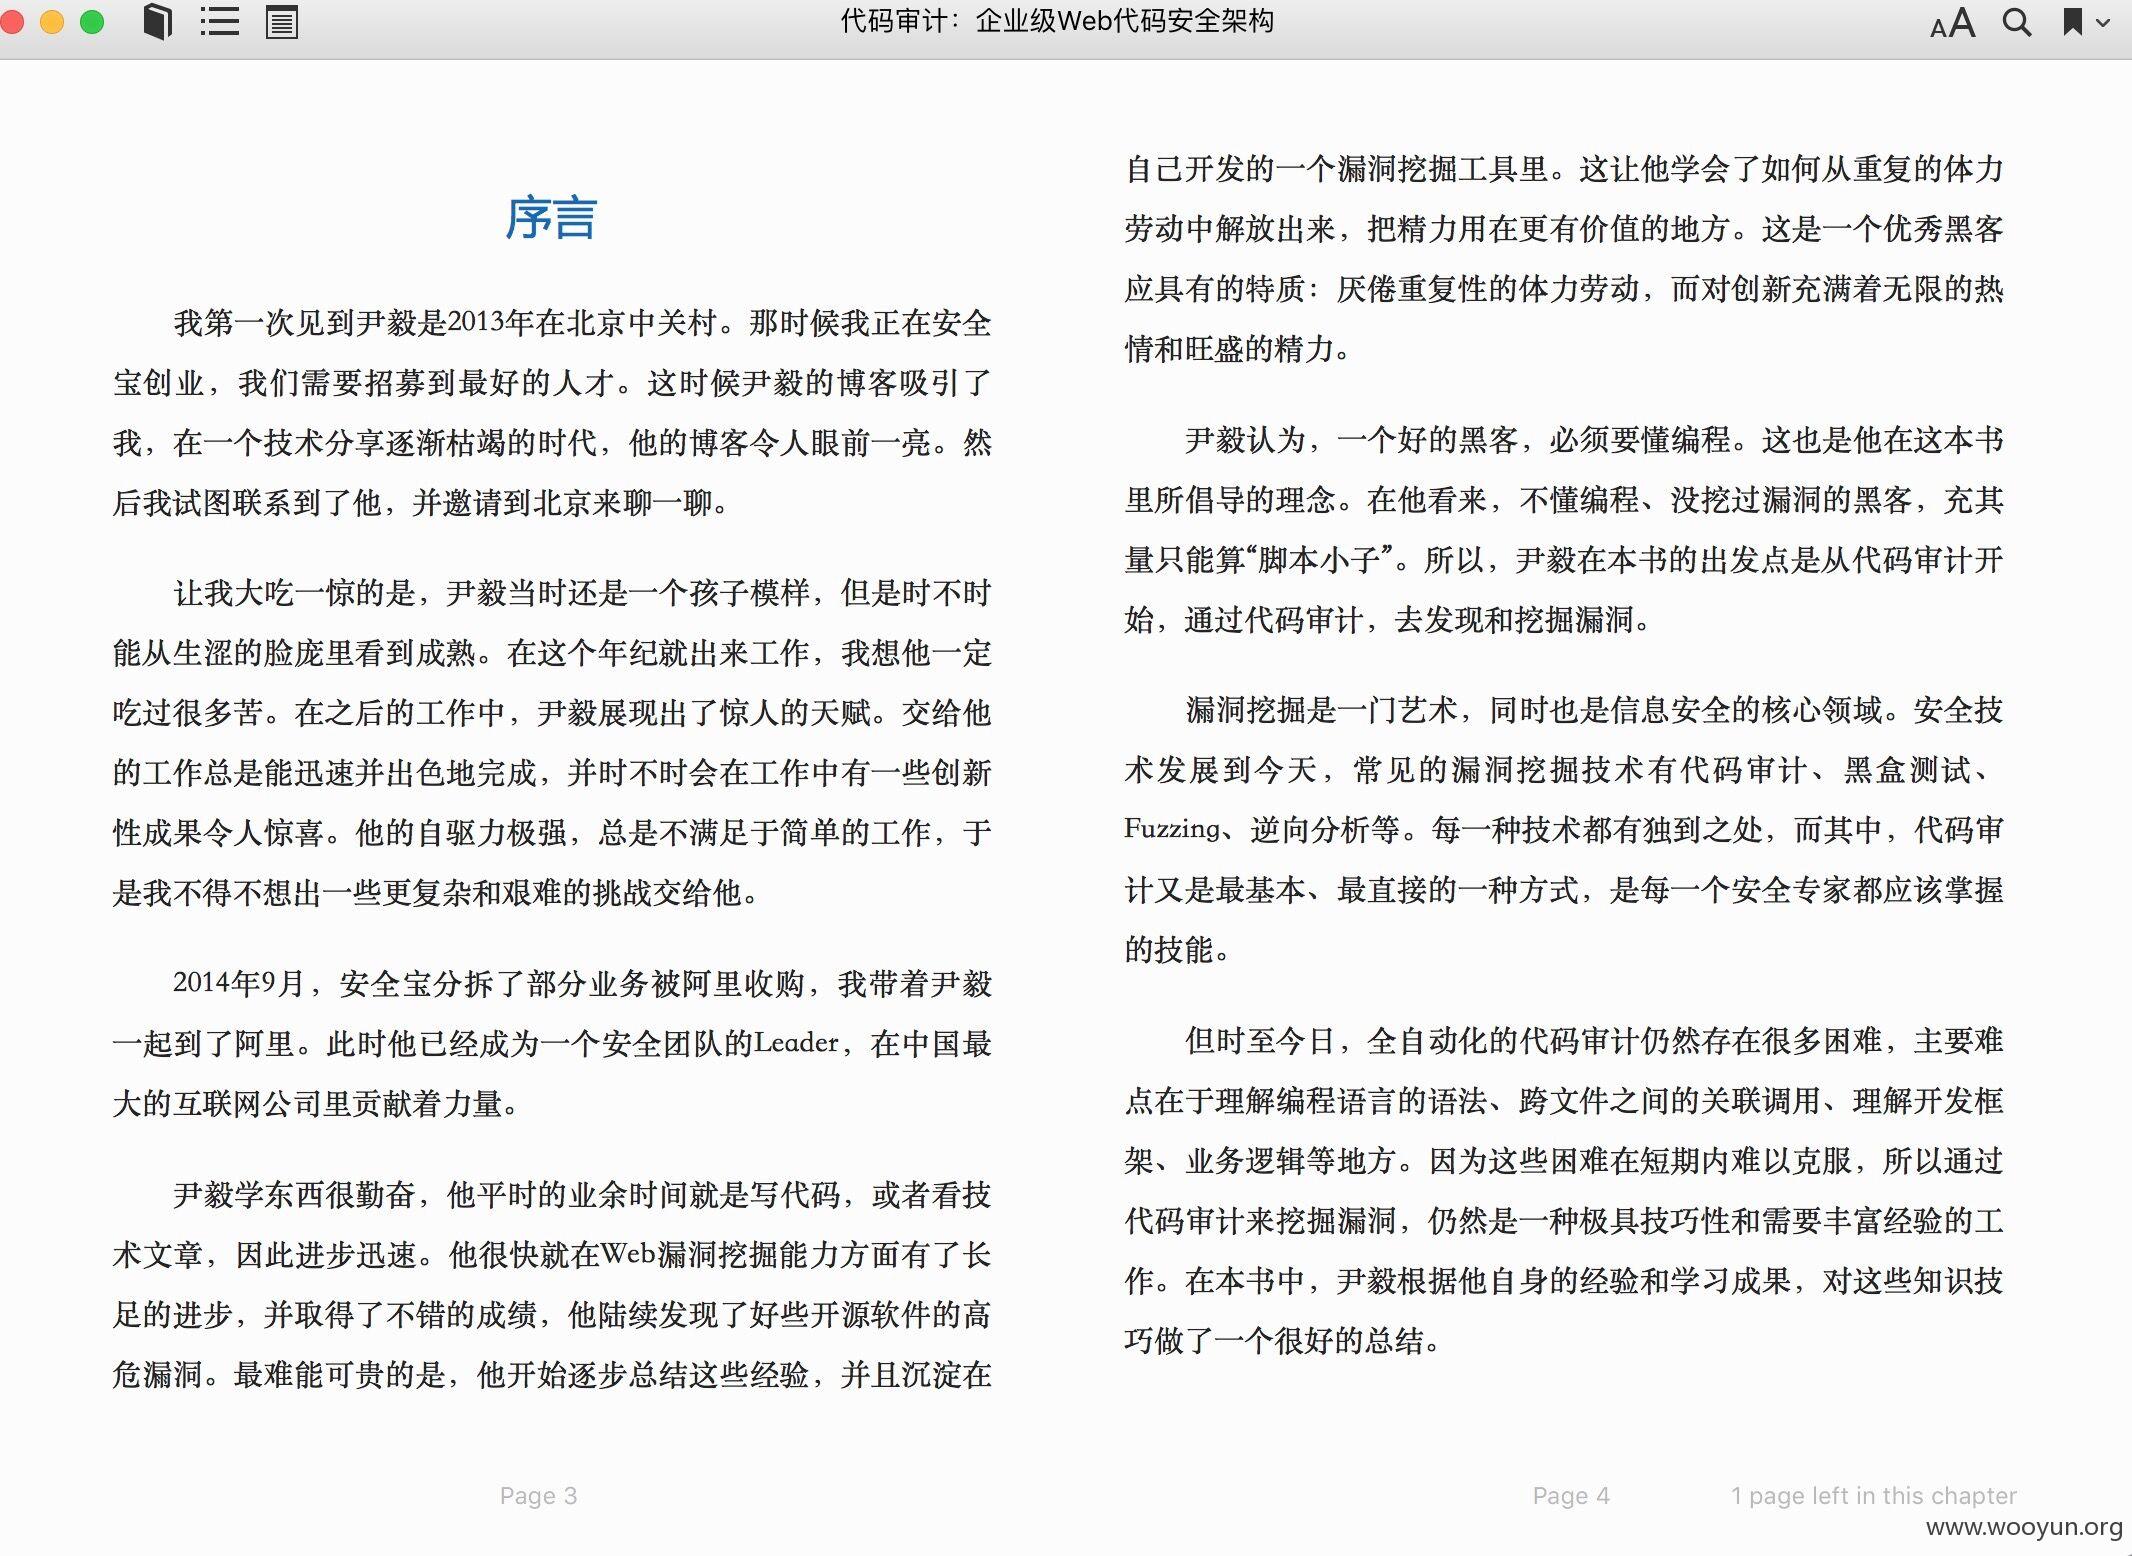 代码审计：企业级Web代码安全架构
AA
序言
我第一次见到尹毅是2013年在北京中关村。那时候我正在安全
宝创业，我们需要招募到最好的人才。这时候尹毅的博客吸引了
我，在一个技术分享逐渐枯竭的时代，他的博客令人眼前一亮。然
后我试图联系到了他，并邀请到北京来聊一聊。
让我大吃一惊的是，尹毅当时还是一个孩子模样，但是时不时
能从生涩的脸庞里看到成熟。在这个年纪就出来工作，我想他一定
吃过很多苦。在之后的工作中，尹毅展现出了惊人的天赋。交给他
的工作总是能迅速并出色地完成，并时不时会在工作中有一些创新
性成果令人惊喜。他的自驱力极强，总是不满足于简单的工作，于
是我不得不想出一些更复杂和艰难的挑战交给他。
2014年9月，安全宝分拆了部分业务被阿里收购，我带着尹毅
一起到了阿里。此时他已经成为一个安全团队的Leader，在中国最
大的互联网公司里贡献着力量。
尹毅学东西很勤奋，他平时的业余时间就是写代码，或者看技
术文章，因此进步迅速。他很快就在Web漏洞挖掘能力方面有了长
足的进步，并取得了不错的成绩，他陆续发现了好些开源软件的高
危漏洞。最难能可贵的是，他开始逐步总结这些经验，并且沉淀在
Page 3
自己开发的一个漏洞挖掘工具里。这让他学会了如何从重复的体力
劳动中解放出来，把精力用在更有价值的地方。这是一个优秀黑客
应具有的特质：厌倦重复性的体力劳动，而对创新充满着无限的热
情和旺盛的精力。
尹毅认为，一个好的黑客，必须要懂编程。这也是他在这本书
里所倡导的理念。在他看来，不懂编程、没挖过漏洞的黑客，充其
量只能算“脚本小子”。所以，尹毅在本书的出发点是从代码审计开
始，通过代码审计，去发现和挖掘漏洞。
漏洞挖掘是一门艺术，同时也是信息安全的核心领域。安全技
术发展到今天，常见的漏洞挖掘技术有代码审计、黑盒测试、
Fuzzing、逆向分析等。每一种技术都有独到之处，而其中，代码审
计又是最基本、最直接的一种方式，是每一个安全专家都应该掌握
的技能。
但时至今日，全自动化的代码审计仍然存在很多困难，主要难
点在于理解编程语言的语法、跨文件之间的关联调用、理解开发框
架、业务逻辑等地方。因为这些困难在短期内难以克服，所以通过
代码审计来挖掘漏洞，仍然是一种极具技巧性和需要丰富经验的工
作。在本书中，尹毅根据他自身的经验和学习成果，对这些知识技
巧做了一个很好的总结。
Page 4
1 page left in this chapter
www.wooyun.org